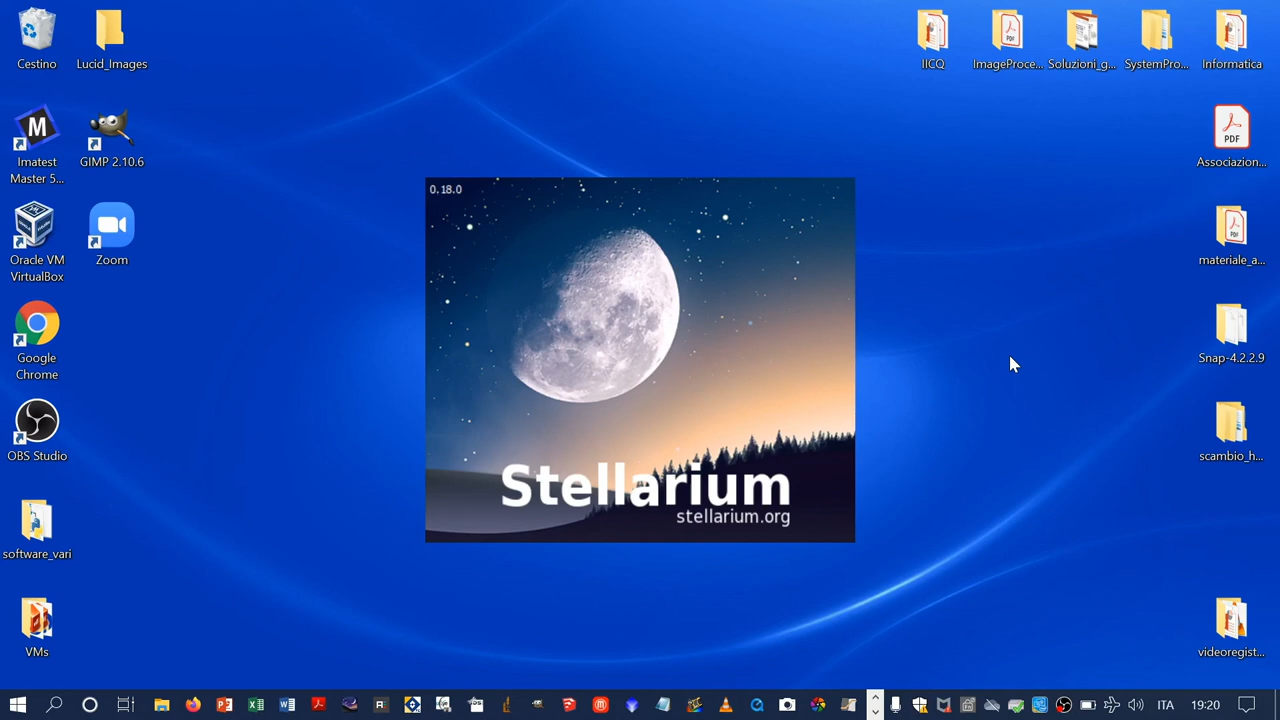 Cestino
Lucid_Images
IICQ
ImageProce...
Soluzioni_g...
SystemPro...
Informatica
M
Imatest
Master 5...
GIMP 2.10.6
PDF
Associazion...
0.18.0
Oracle VM
VirtualBox
Zoom
materiale_a...
Google
Chrome
Snap-4.2.2.9
OBS Studio
scambio_h...
Stellarium
stellarium.org
software_vari
VMs
videoregist...
ITA
19:20